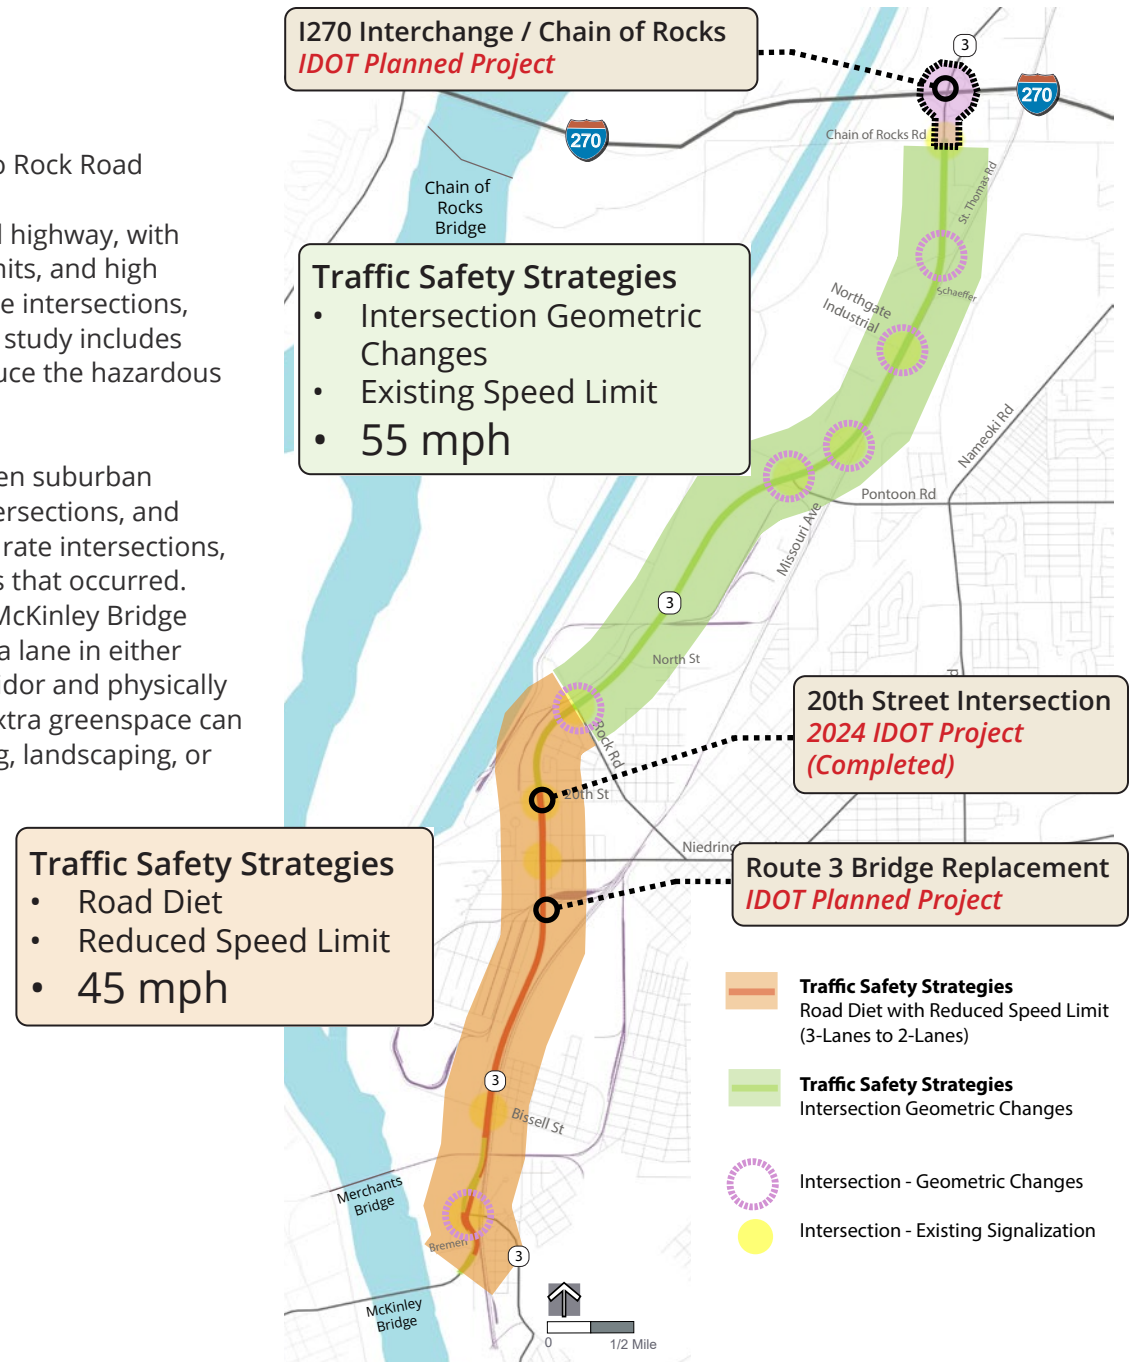 I270 Interchange / Chain of Rocks
IDOT Planned Project
3
270
270
Chain of Rocks Rd
Chain of
Rocks
Bridge
St. Thomas Rd
Rock Road
highway, with
and high
intersections,
study includes
the hazardous
suburban
and
rate intersections,
that occurred.
McKinley Bridge
a lane in either
and physically
greenspace can
landscaping, or
Traffic Safety Strategies
• Intersection Geometric
Changes
• Existing Speed Limit
• 55 mph
Schaeffer
Northgate
Industrial
Nameoki Rd
Pontoon Rd
Missouri Ave
3
North St
Rock Rd
20th Street Intersection
2024 IDOT Project
(Completed)
20th St
Traffic Safety Strategies
• Road Diet
• Reduced Speed Limit
• 45 mph
Route 3 Bridge Replacement
IDOT Planned Project
3
Bissell St
Merchants
Bridge
Bremen
3
McKinley
Bridge
0 1/2 Mile
Traffic Safety Strategies
Road Diet with Reduced Speed Limit
(3-Lanes to 2-Lanes)
Traffic Safety Strategies
Intersection Geometric Changes
Intersection - Geometric Changes
Intersection - Existing Signalization